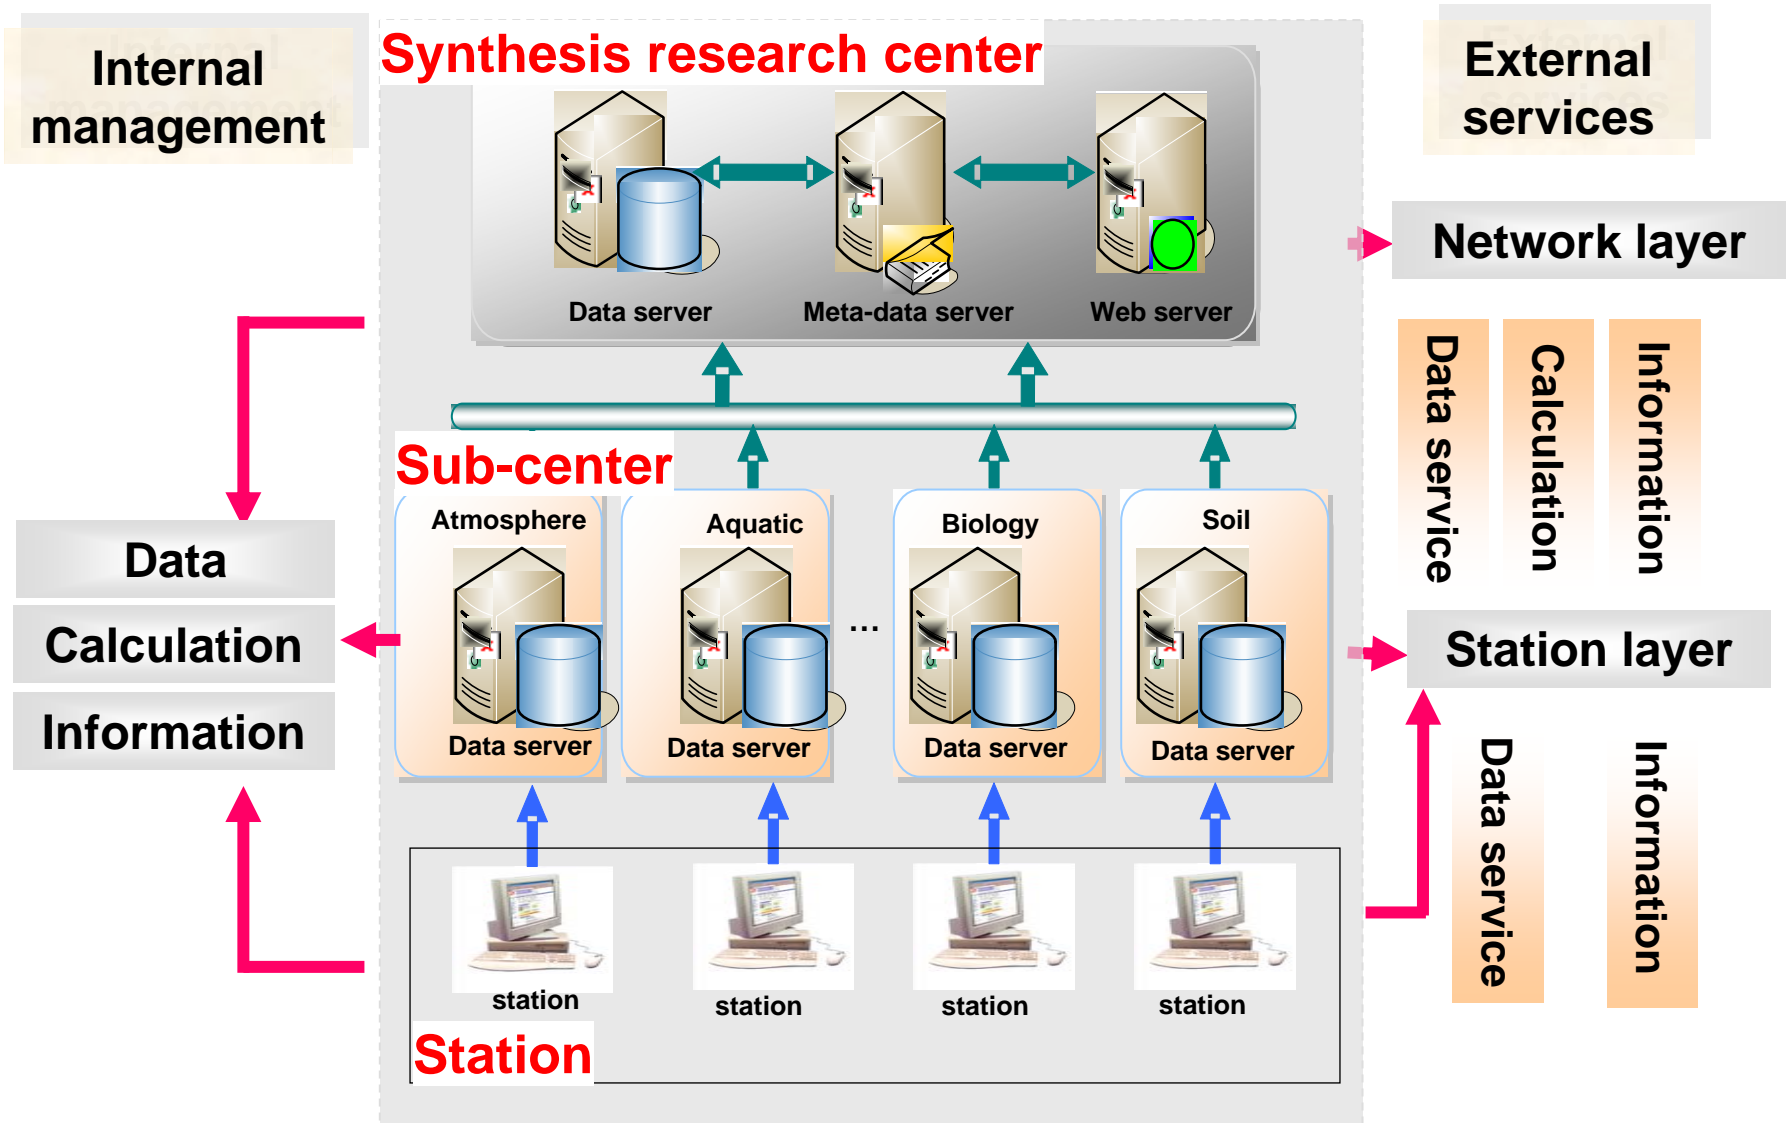 Internal
management
Synthesis research center
External
services
Data server
Meta-data server
Web server
Network layer
Data service
Calculation
Information
Sub-center
Atmosphere
Aquatic
Biology
Soil
...
Data server
Data server
Data server
Data server
Data
Calculation
Information
Station layer
Data service
Information
station
station
station
station
Station